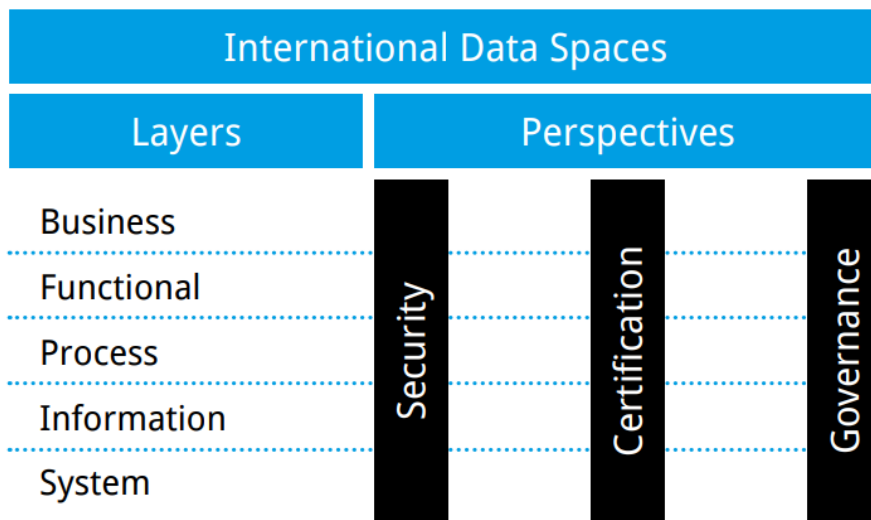 International Data Spaces
Layers
Perspectives
Business
Functional
Process
Information
System
Security
Certification
Governance